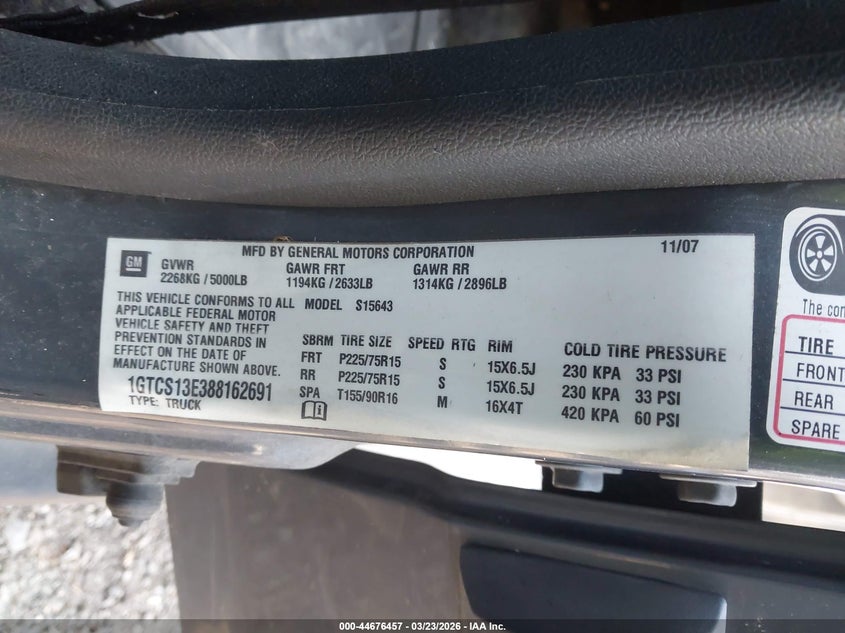 GM
MFD BY GENERAL MOTORS CORPORATION 11/07
GVWR GAWR FRT GAWR RR
2268KG / 5000LB 1194KG / 2633LB 1314KG / 2896LB
THIS VEHICLE CONFORMS TO ALL MODEL S15643
APPLICABLE FEDERAL MOTOR
VEHICLE SAFETY AND THEFT
PREVENTION STANDARDS IN
EFFECT ON THE DATE OF
MANUFACTURE SHOWN ABOVE.
1GTCS13E388162691
TYPE: TRUCK
SBRM TIRE SIZE SPEED RTG RIM COLD TIRE PRESSURE
FRT P225/75R15 S 15X6.5J 230 KPA 33 PSI
RR P225/75R15 S 15X6.5J 230 KPA 33 PSI
SPA T155/90R16 M 16X4T 420 KPA 60 PSI
The com
TIRE
FRONT
REAR
SPARE
000-44676457 - 03/23/2026 - IAA Inc.